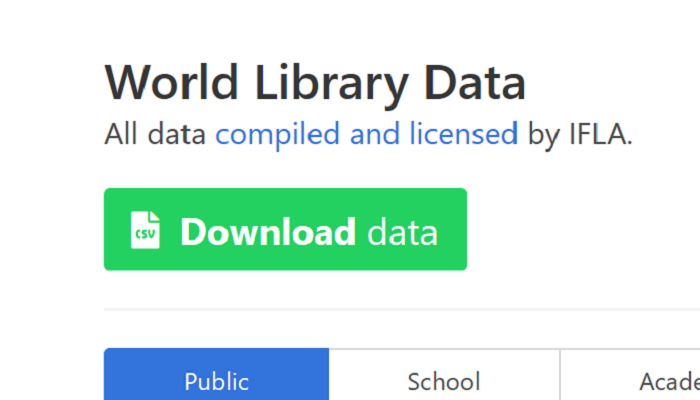 World Library Data
All data compiled and licensed by IFLA.
CSV Download data
Public School Acade